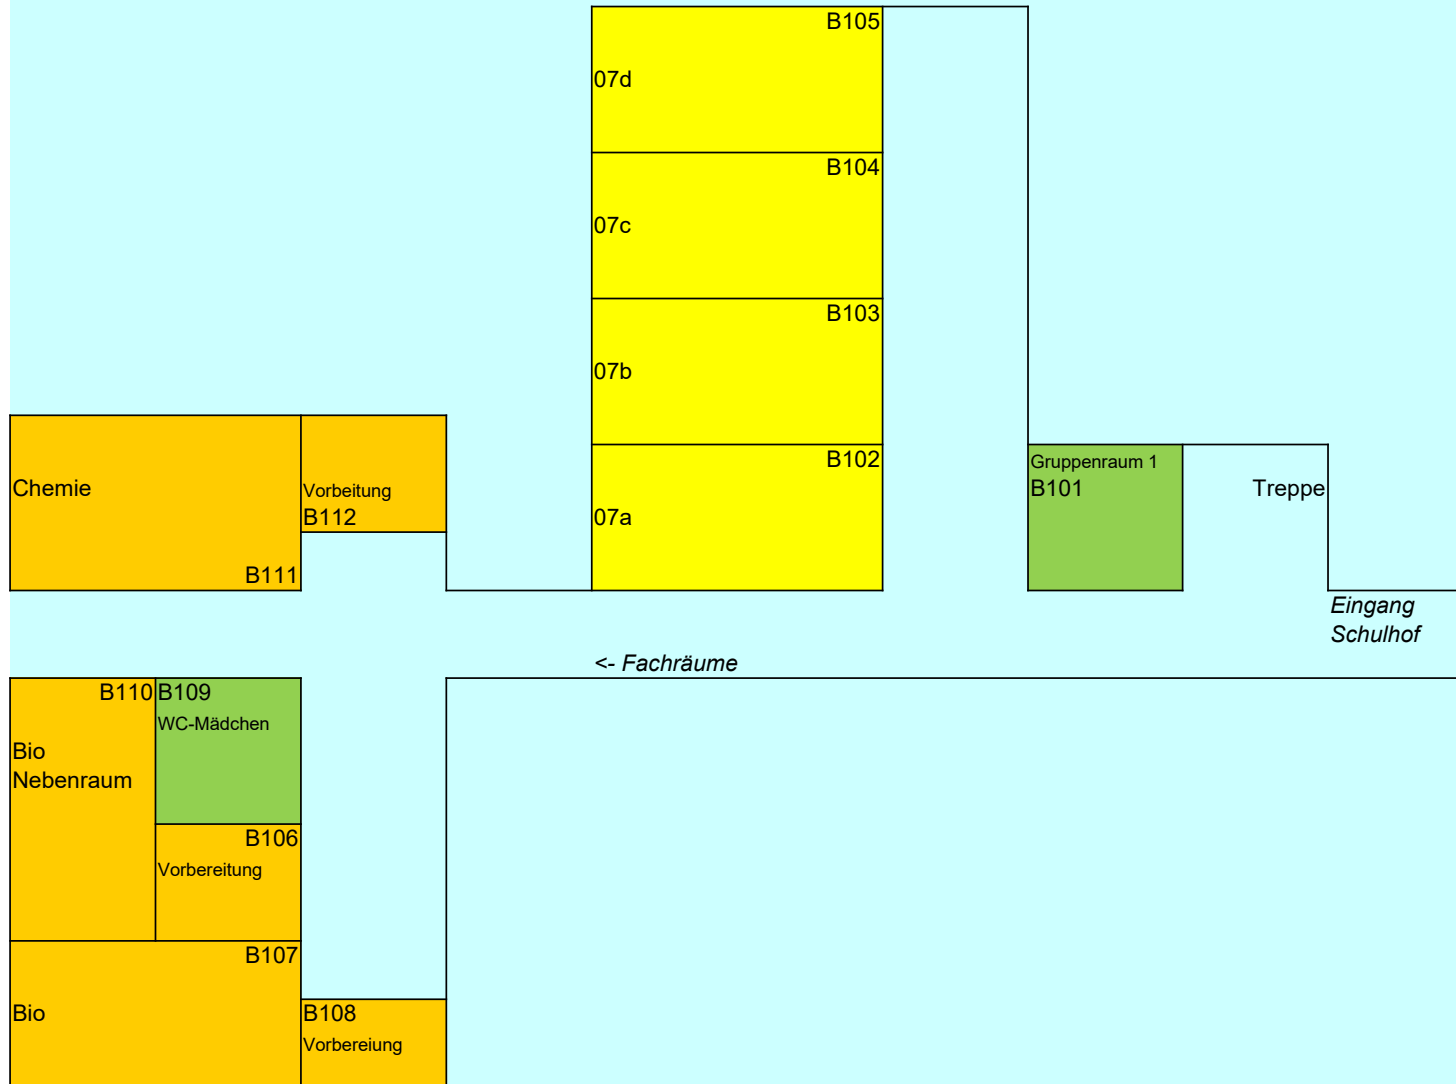 B105
07d
B104
07c
B103
07b
B102
07a
Gruppenraum 1
B101
Treppe
Chemie
B111
Vorbeitung
B112
Eingang
Schulhof
<- Fachräume
B110
Bio
Nebenraum
B109
WC-Mädchen
B106
Vorbereitung
B107
Bio
B108
Vorbereiung